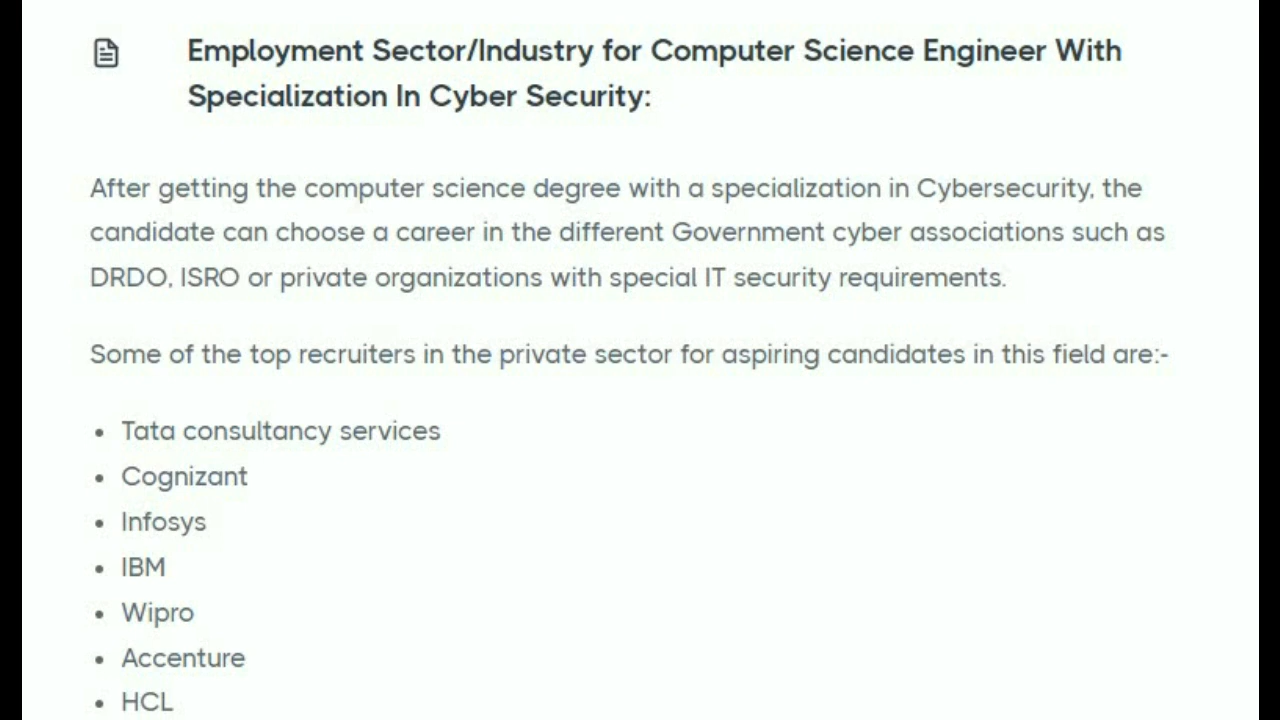 Employment Sector/Industry for Computer Science Engineer With
Specialization In Cyber Security:
After getting the computer science degree with a specialization in Cybersecurity, the
candidate can choose a career in the different Government cyber associations such as
DRDO, ISRO or private organizations with special IT security requirements.
Some of the top recruiters in the private sector for aspiring candidates in this field are:-
• Tata consultancy services
• Cognizant
• Infosys
• IBM
• Wipro
• Accenture
• HCL